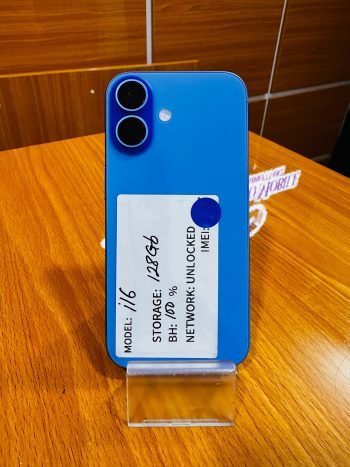 MODEL: i16
STORAGE: 128Gb
BH: 100 %
NETWORK: UNLOCKED
IMEI: